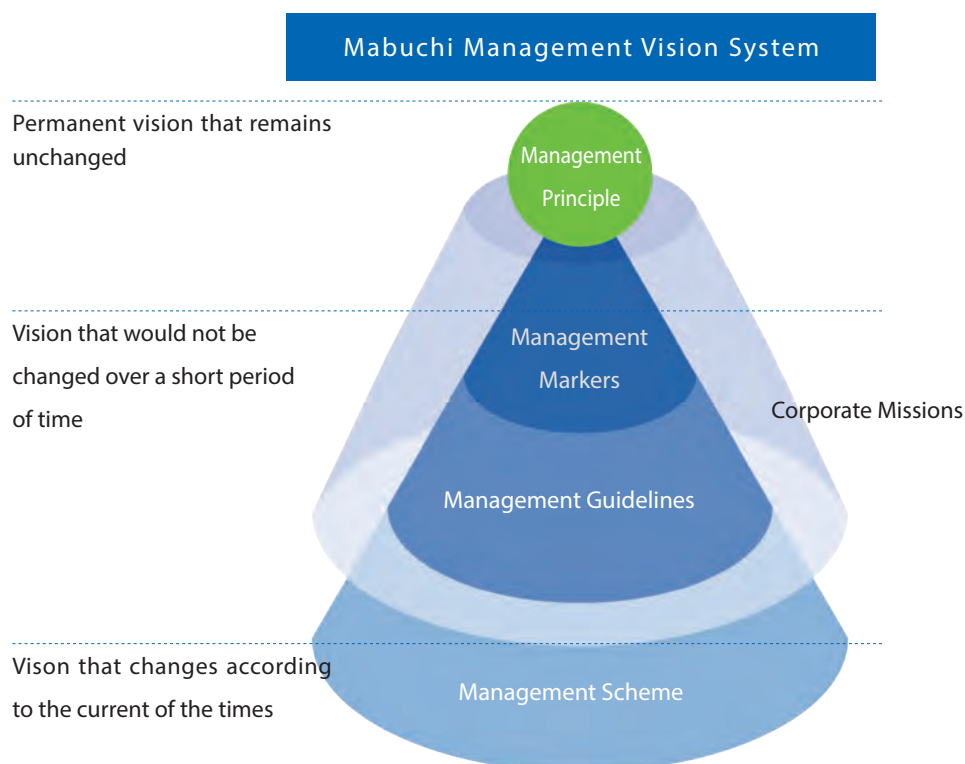 Mabuchi Management Vision System
Permanent vision that remains
unchanged
Management
Principle
Vision that would not be
changed over a short period
of time
Management
Markers
Corporate Missions
Management Guidelines
Vison that changes according
to the current of the times
Management Scheme